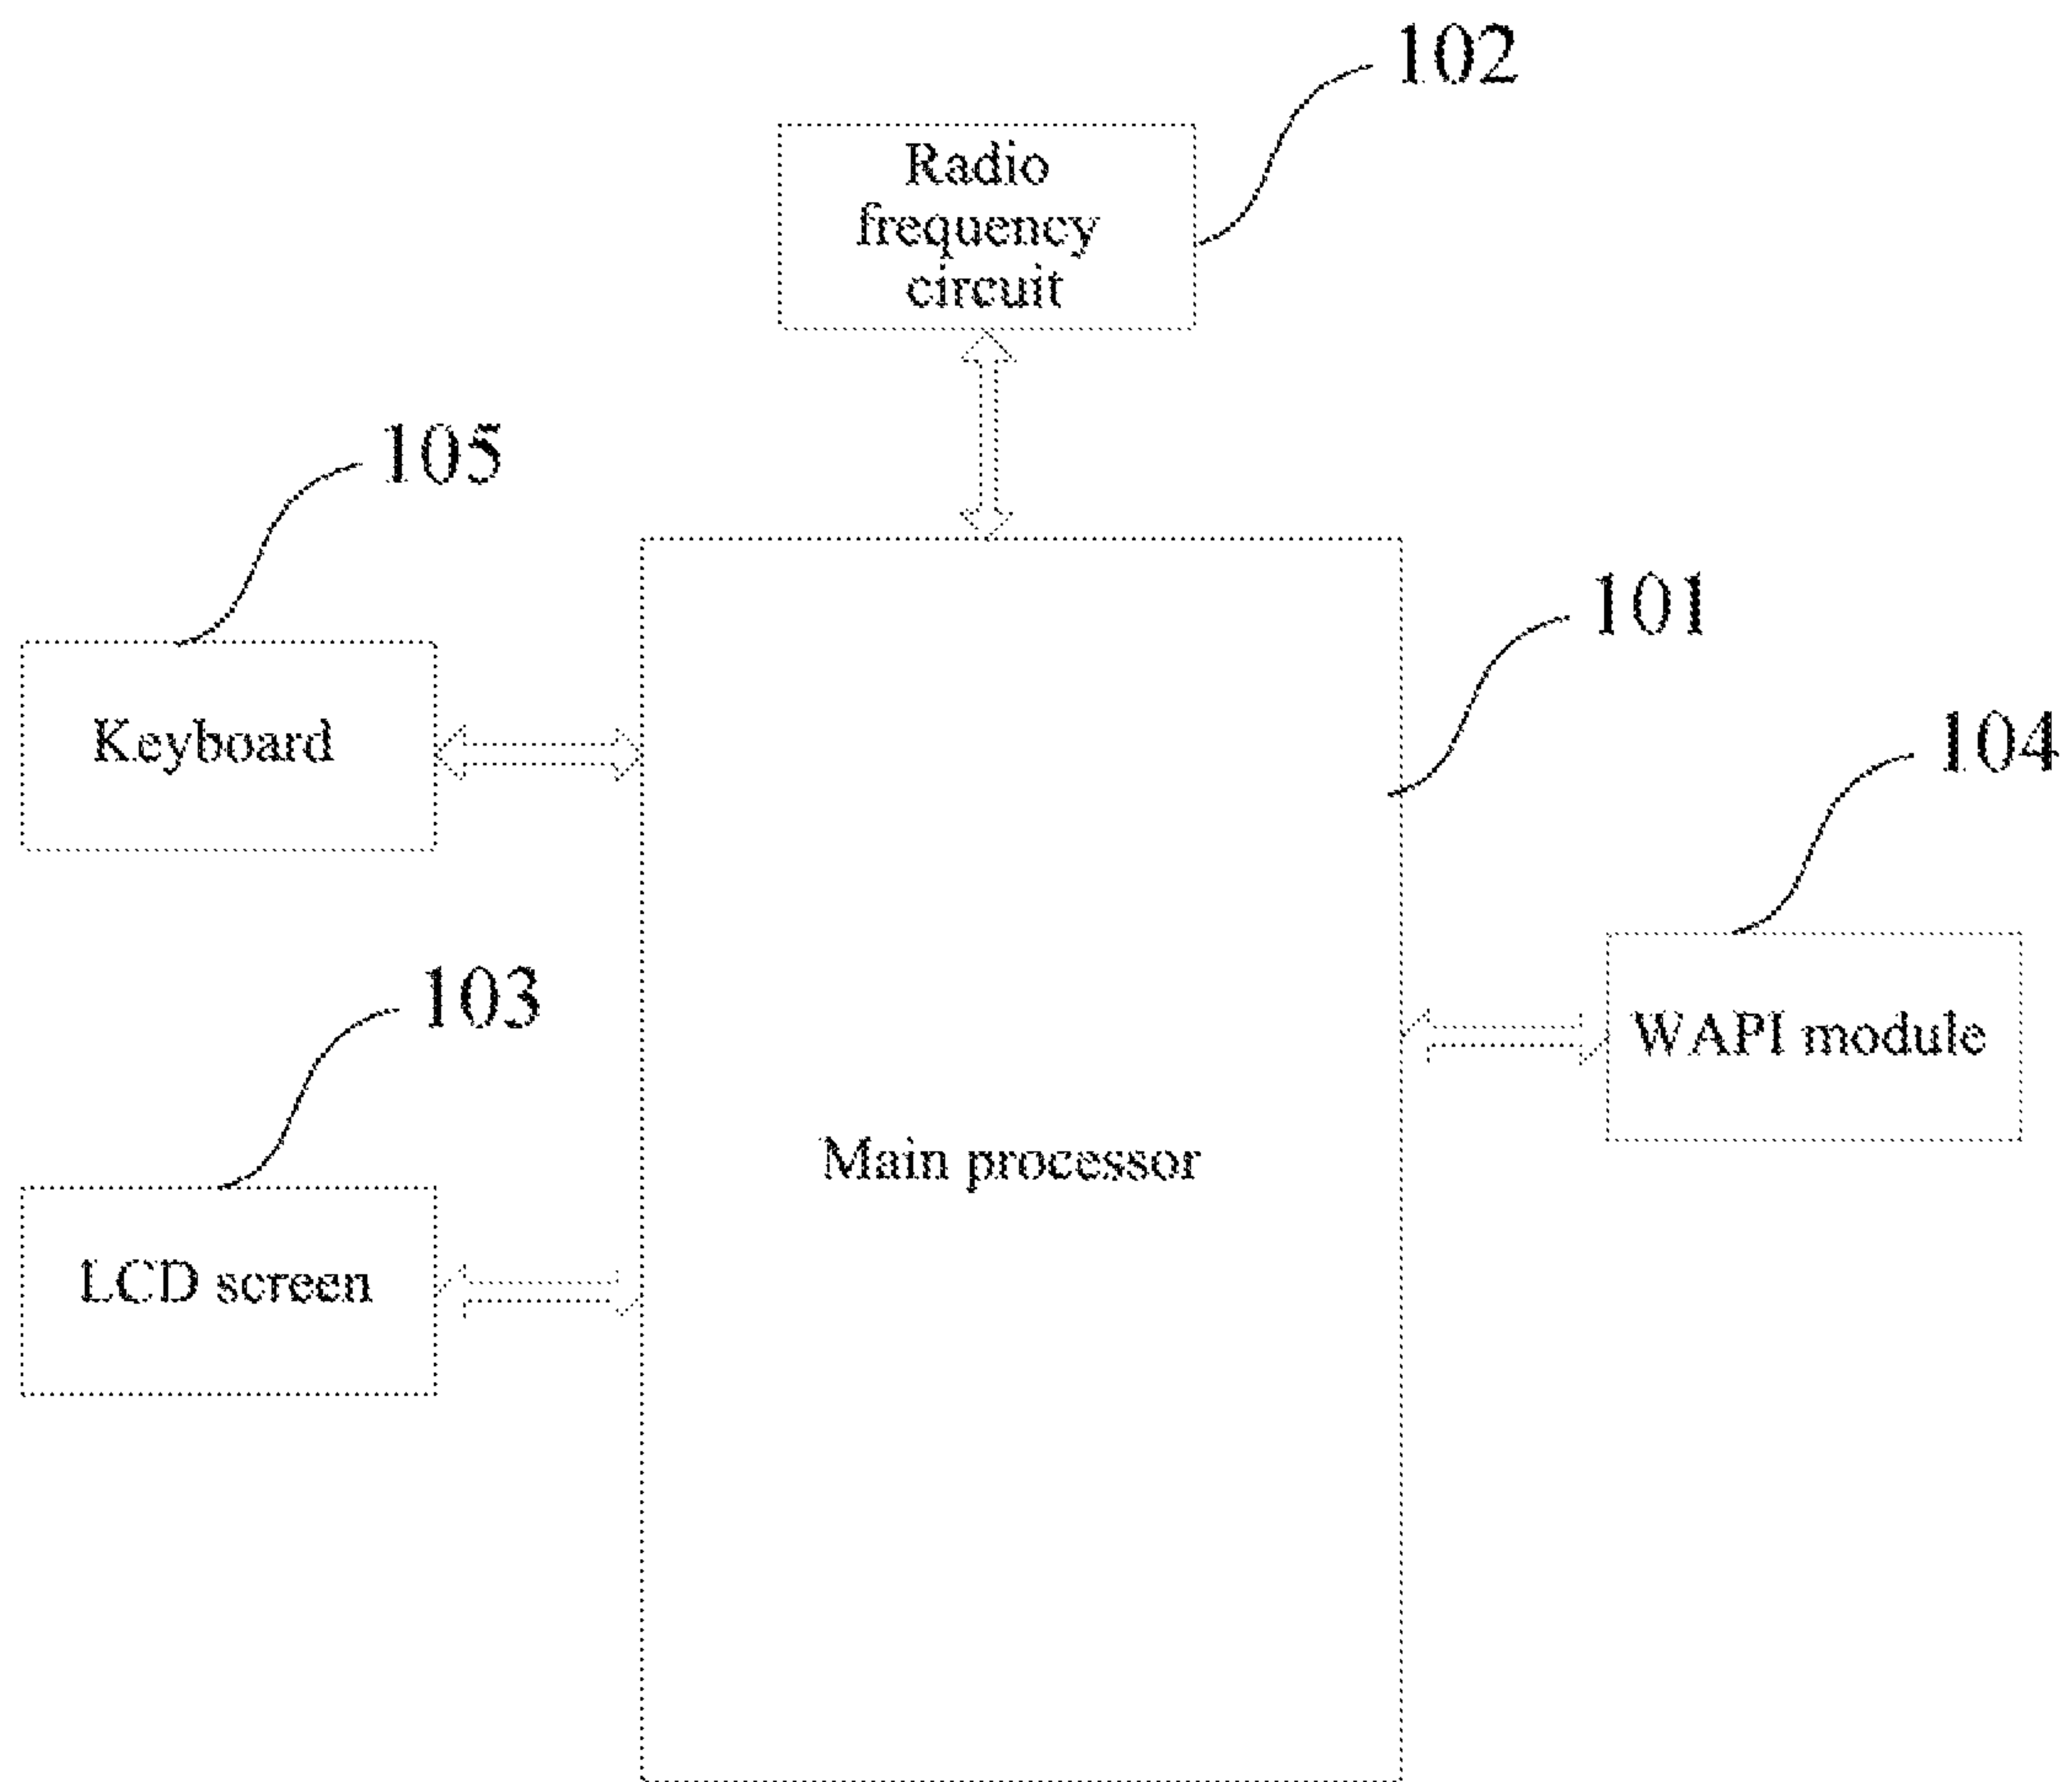 102
Radio
frequency
circuit
105
101
Keyboard
104
103
WAPI module
Main processor
LCD screen